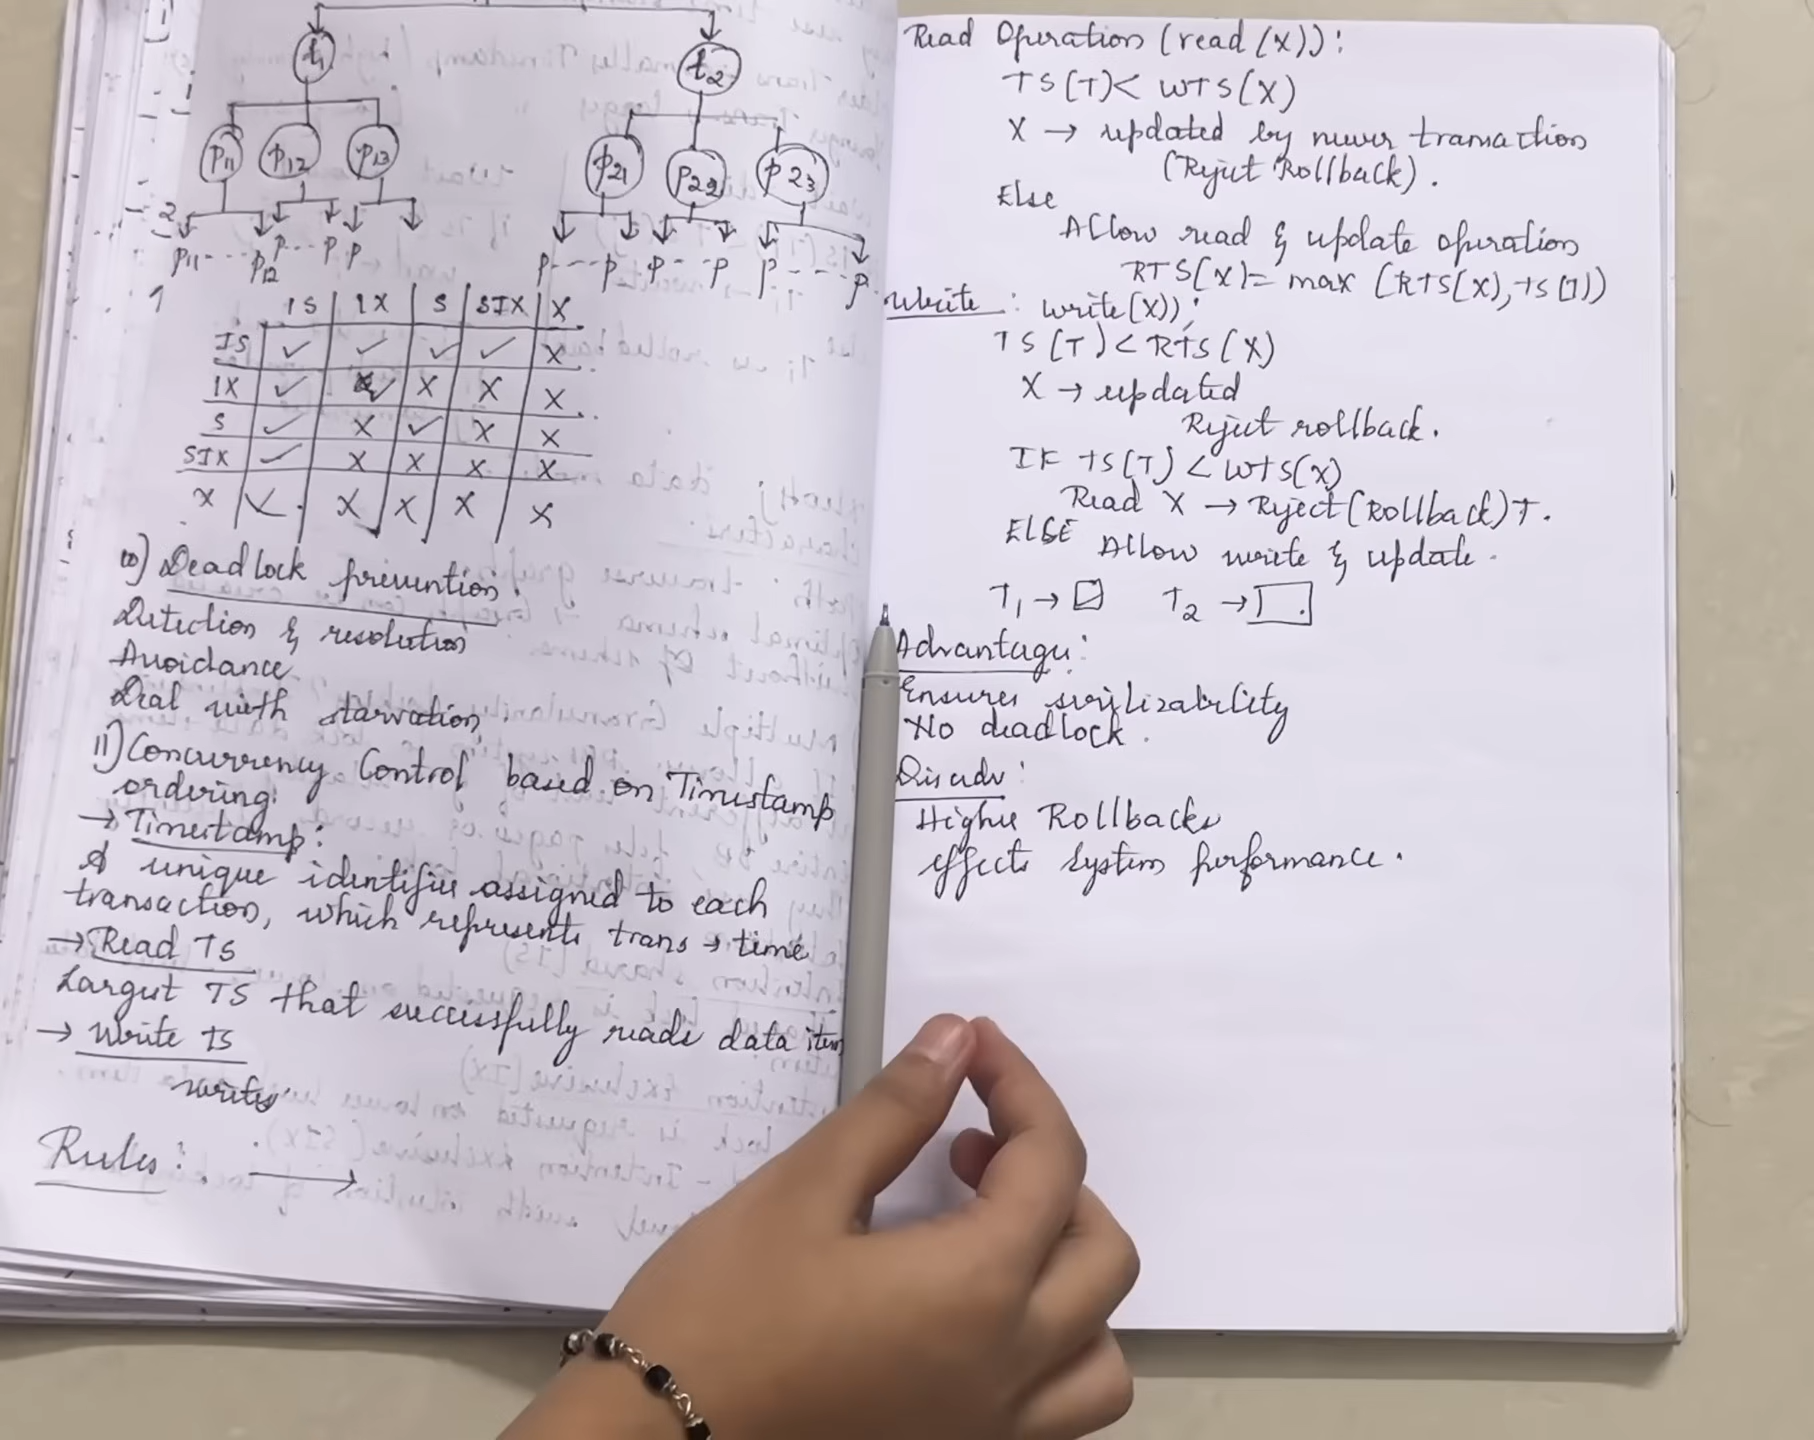 t1
t2
P11 P12 P13
P21 P22 P23
- 2
P11 - - - - P12 P - - - P P
P - - - - P P - - P P - - - - P
1
IS | IX | S | SIX | X
IS ✓ ✓ ✓ ✓ X
IX ✓ ✓ X X X
S ✓ X ✓ X X
SIX ✓ X X X X
X X X X X
10) Deadlock prevention:
Detection & resolution
Avoidance
Deal with starvation.
11) Concurrency Control based on Timestamp
ordering:
→ Timestamp:
A unique identifier assigned to each
transaction, which represents trans → time
→ Read TS
Largest TS that successfully reads data item
→ Write TS
writes
Rules: →
Read Operation (read (X)):
TS(T) < WTS(X)
X → updated by newer transaction
(Reject Rollback).
Else
Allow read & update operation
RTS(X) = max (RTS(X), TS(T))
Write : write(X)):
TS(T) < RTS(X)
X → updated
Reject rollback.
IF TS(T) < WTS(X)
Read X → Reject (Rollback) T.
ELSE Allow write & update.
T1 → T2 →
Advantage:
Ensures serilizability
No deadlock.
Disadv:
Higher Rollbacks
effects system performance.